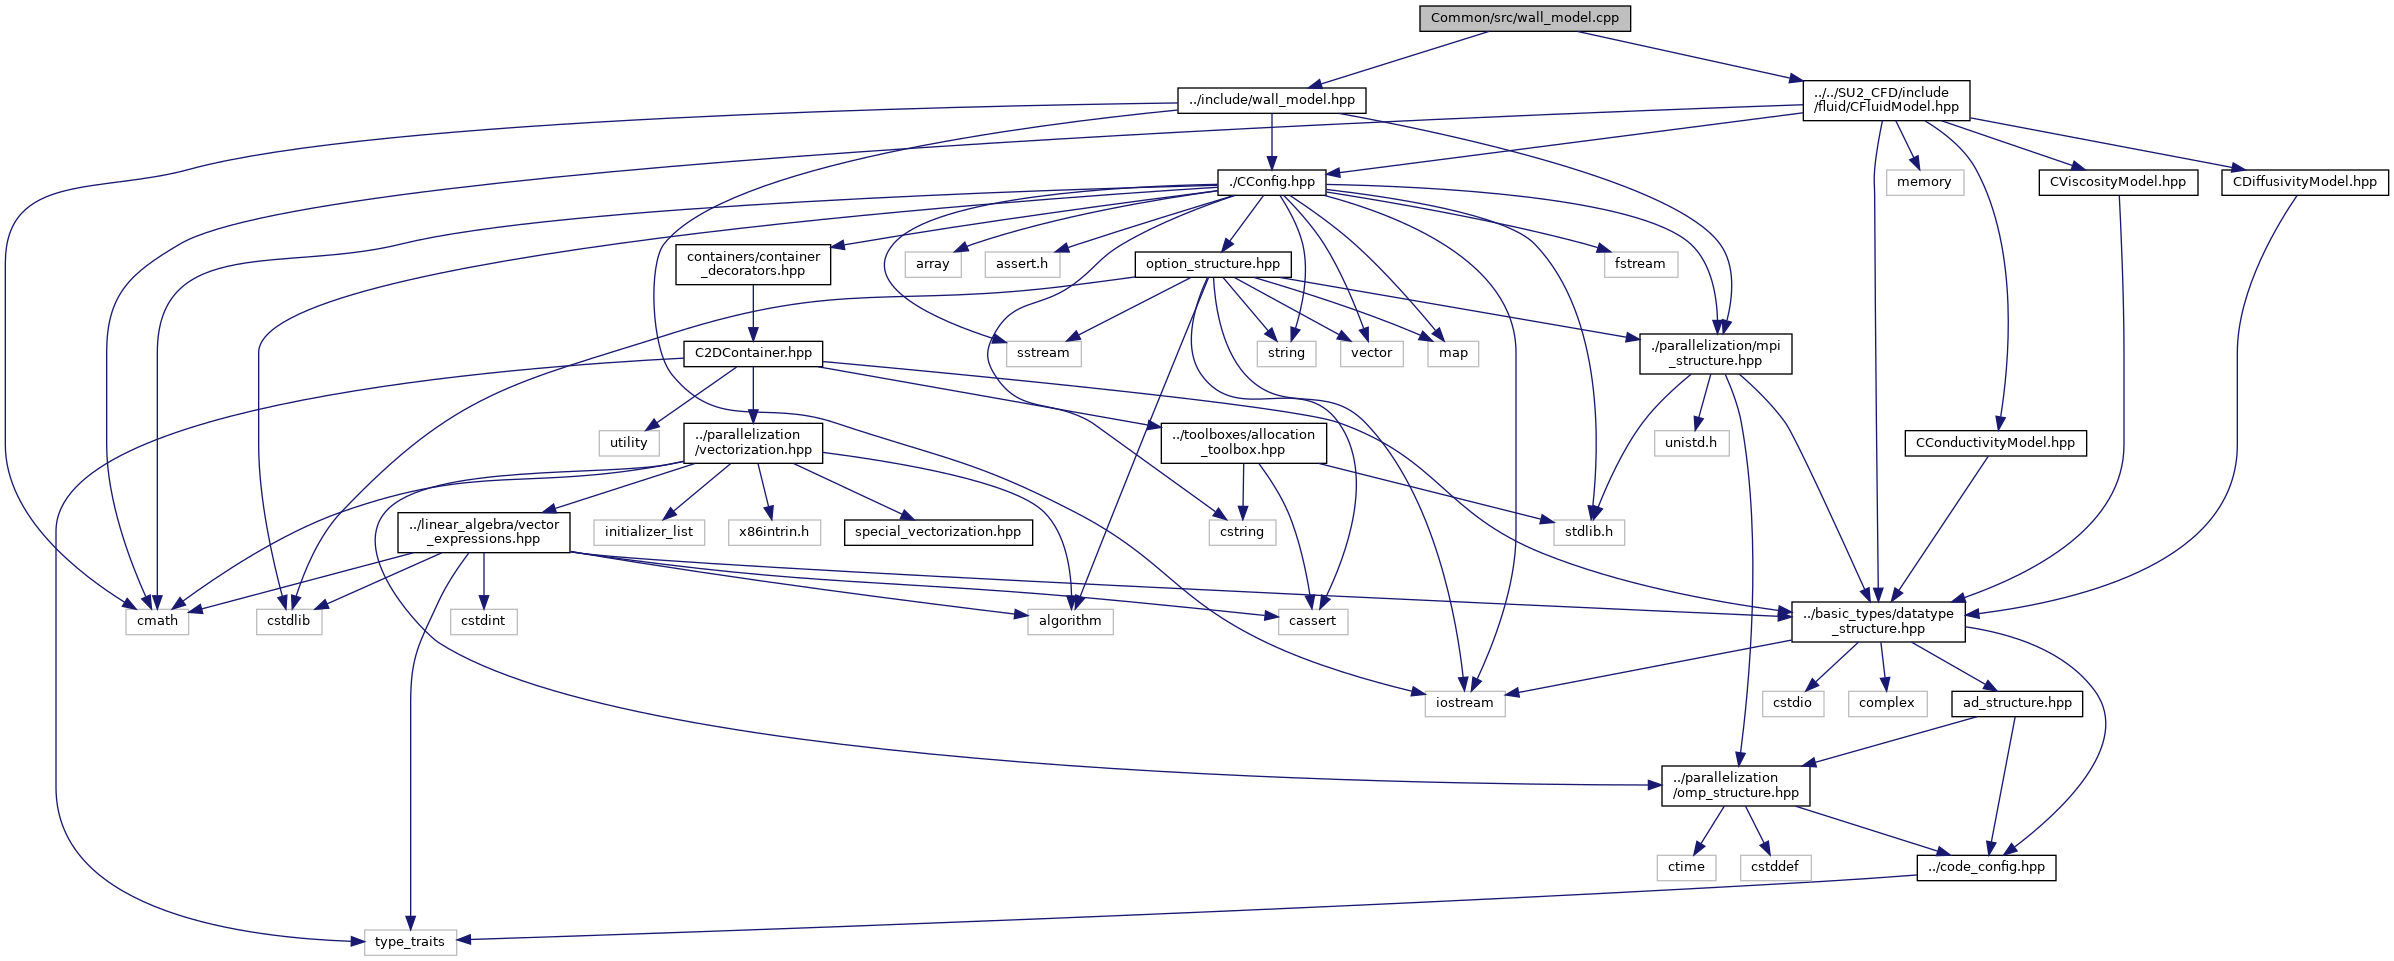 Common/src/wall_model.cpp
../include/wall_model.hpp
../../SU2_CFD/include
/fluid/CFluidModel.hpp
./CConfig.hpp
memory
CViscosityModel.hpp
CDiffusivityModel.hpp
containers/container
_decorators.hpp
array
assert.h
option_structure.hpp
fstream
C2DContainer.hpp
sstream
string
vector
map
./parallelization/mpi
_structure.hpp
utility
../parallelization
/vectorization.hpp
../toolboxes/allocation
_toolbox.hpp
unistd.h
CConductivityModel.hpp
../linear_algebra/vector
_expressions.hpp
initializer_list
x86intrin.h
special_vectorization.hpp
cstring
stdlib.h
cmath
cstdlib
cstdint
algorithm
cassert
../basic_types/datatype
_structure.hpp
iostream
cstdio
complex
ad_structure.hpp
../parallelization
/omp_structure.hpp
ctime
cstddef
../code_config.hpp
type_traits